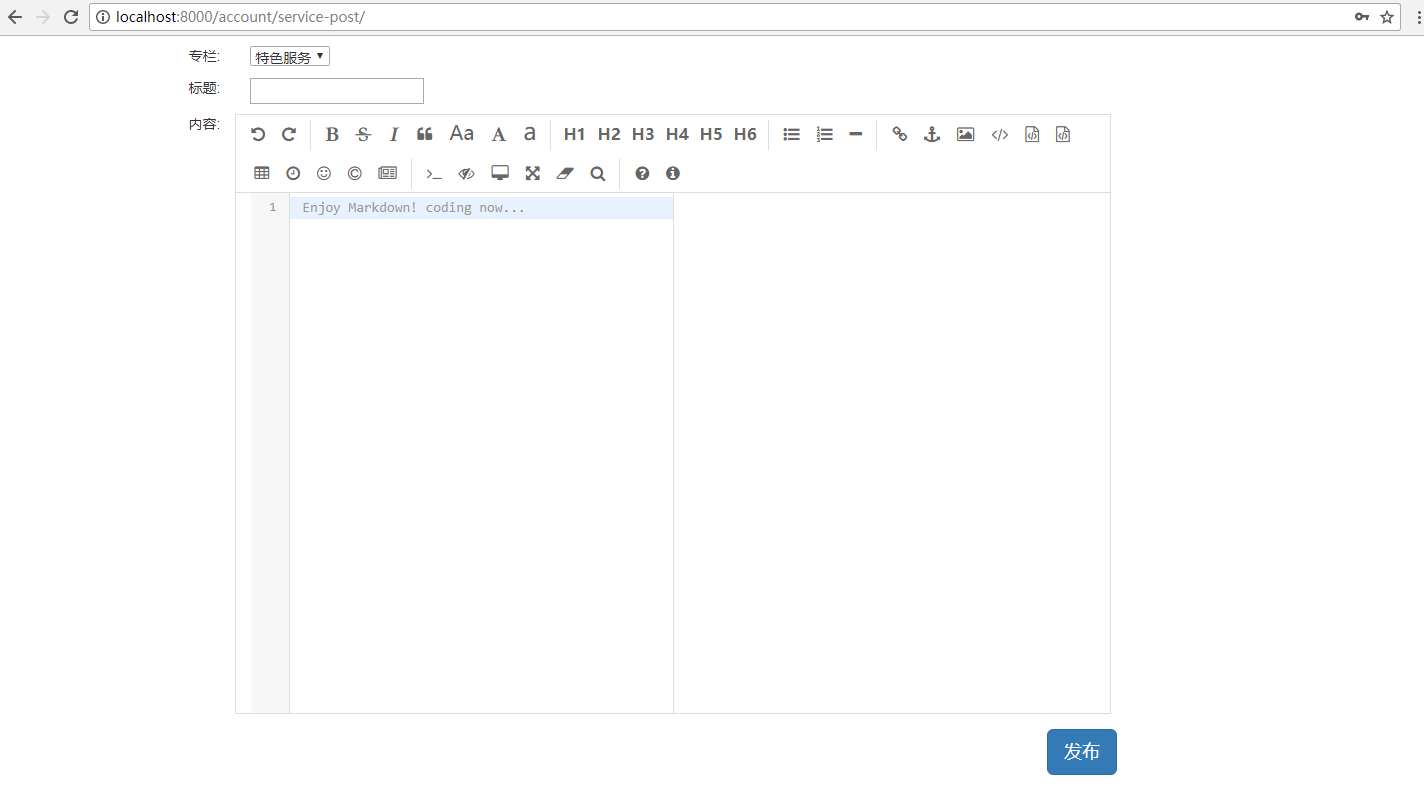 localhost:8000/account/service-post/
专栏: 特色服务
标题:
内容:
B S I Aa A a H1 H2 H3 H4 H5 H6
1 Enjoy Markdown! coding now...
发布